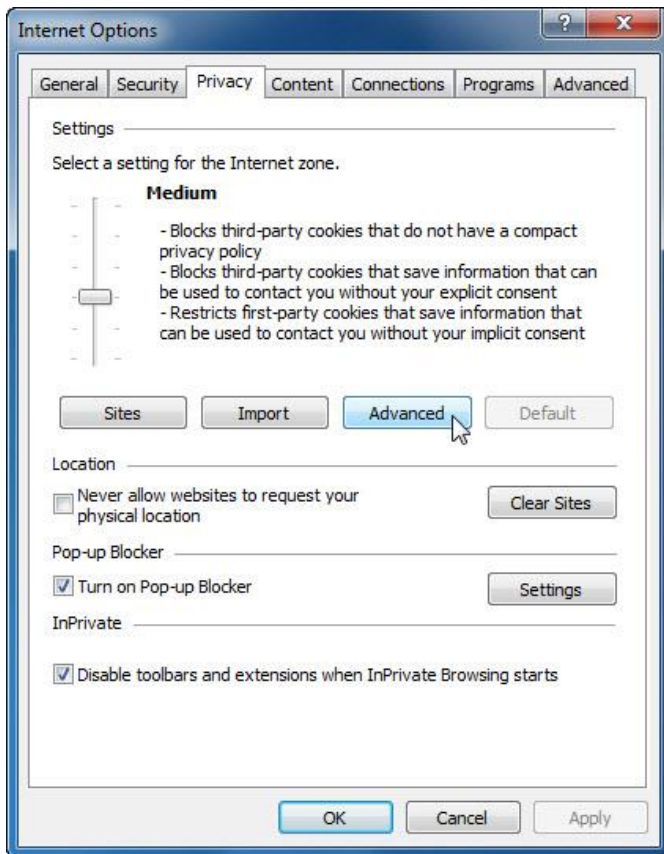 Internet Options
? X
General Security Privacy Content Connections Programs Advanced
Settings
Select a setting for the Internet zone.
Medium
- Blocks third-party cookies that do not have a compact
privacy policy
- Blocks third-party cookies that save information that can
be used to contact you without your explicit consent
- Restricts first-party cookies that save information that
can be used to contact you without your implicit consent
Sites Import Advanced Default
Location
Never allow websites to request your
physical location
Clear Sites
Pop-up Blocker
Turn on Pop-up Blocker Settings
InPrivate
Disable toolbars and extensions when InPrivate Browsing starts
OK Cancel Apply